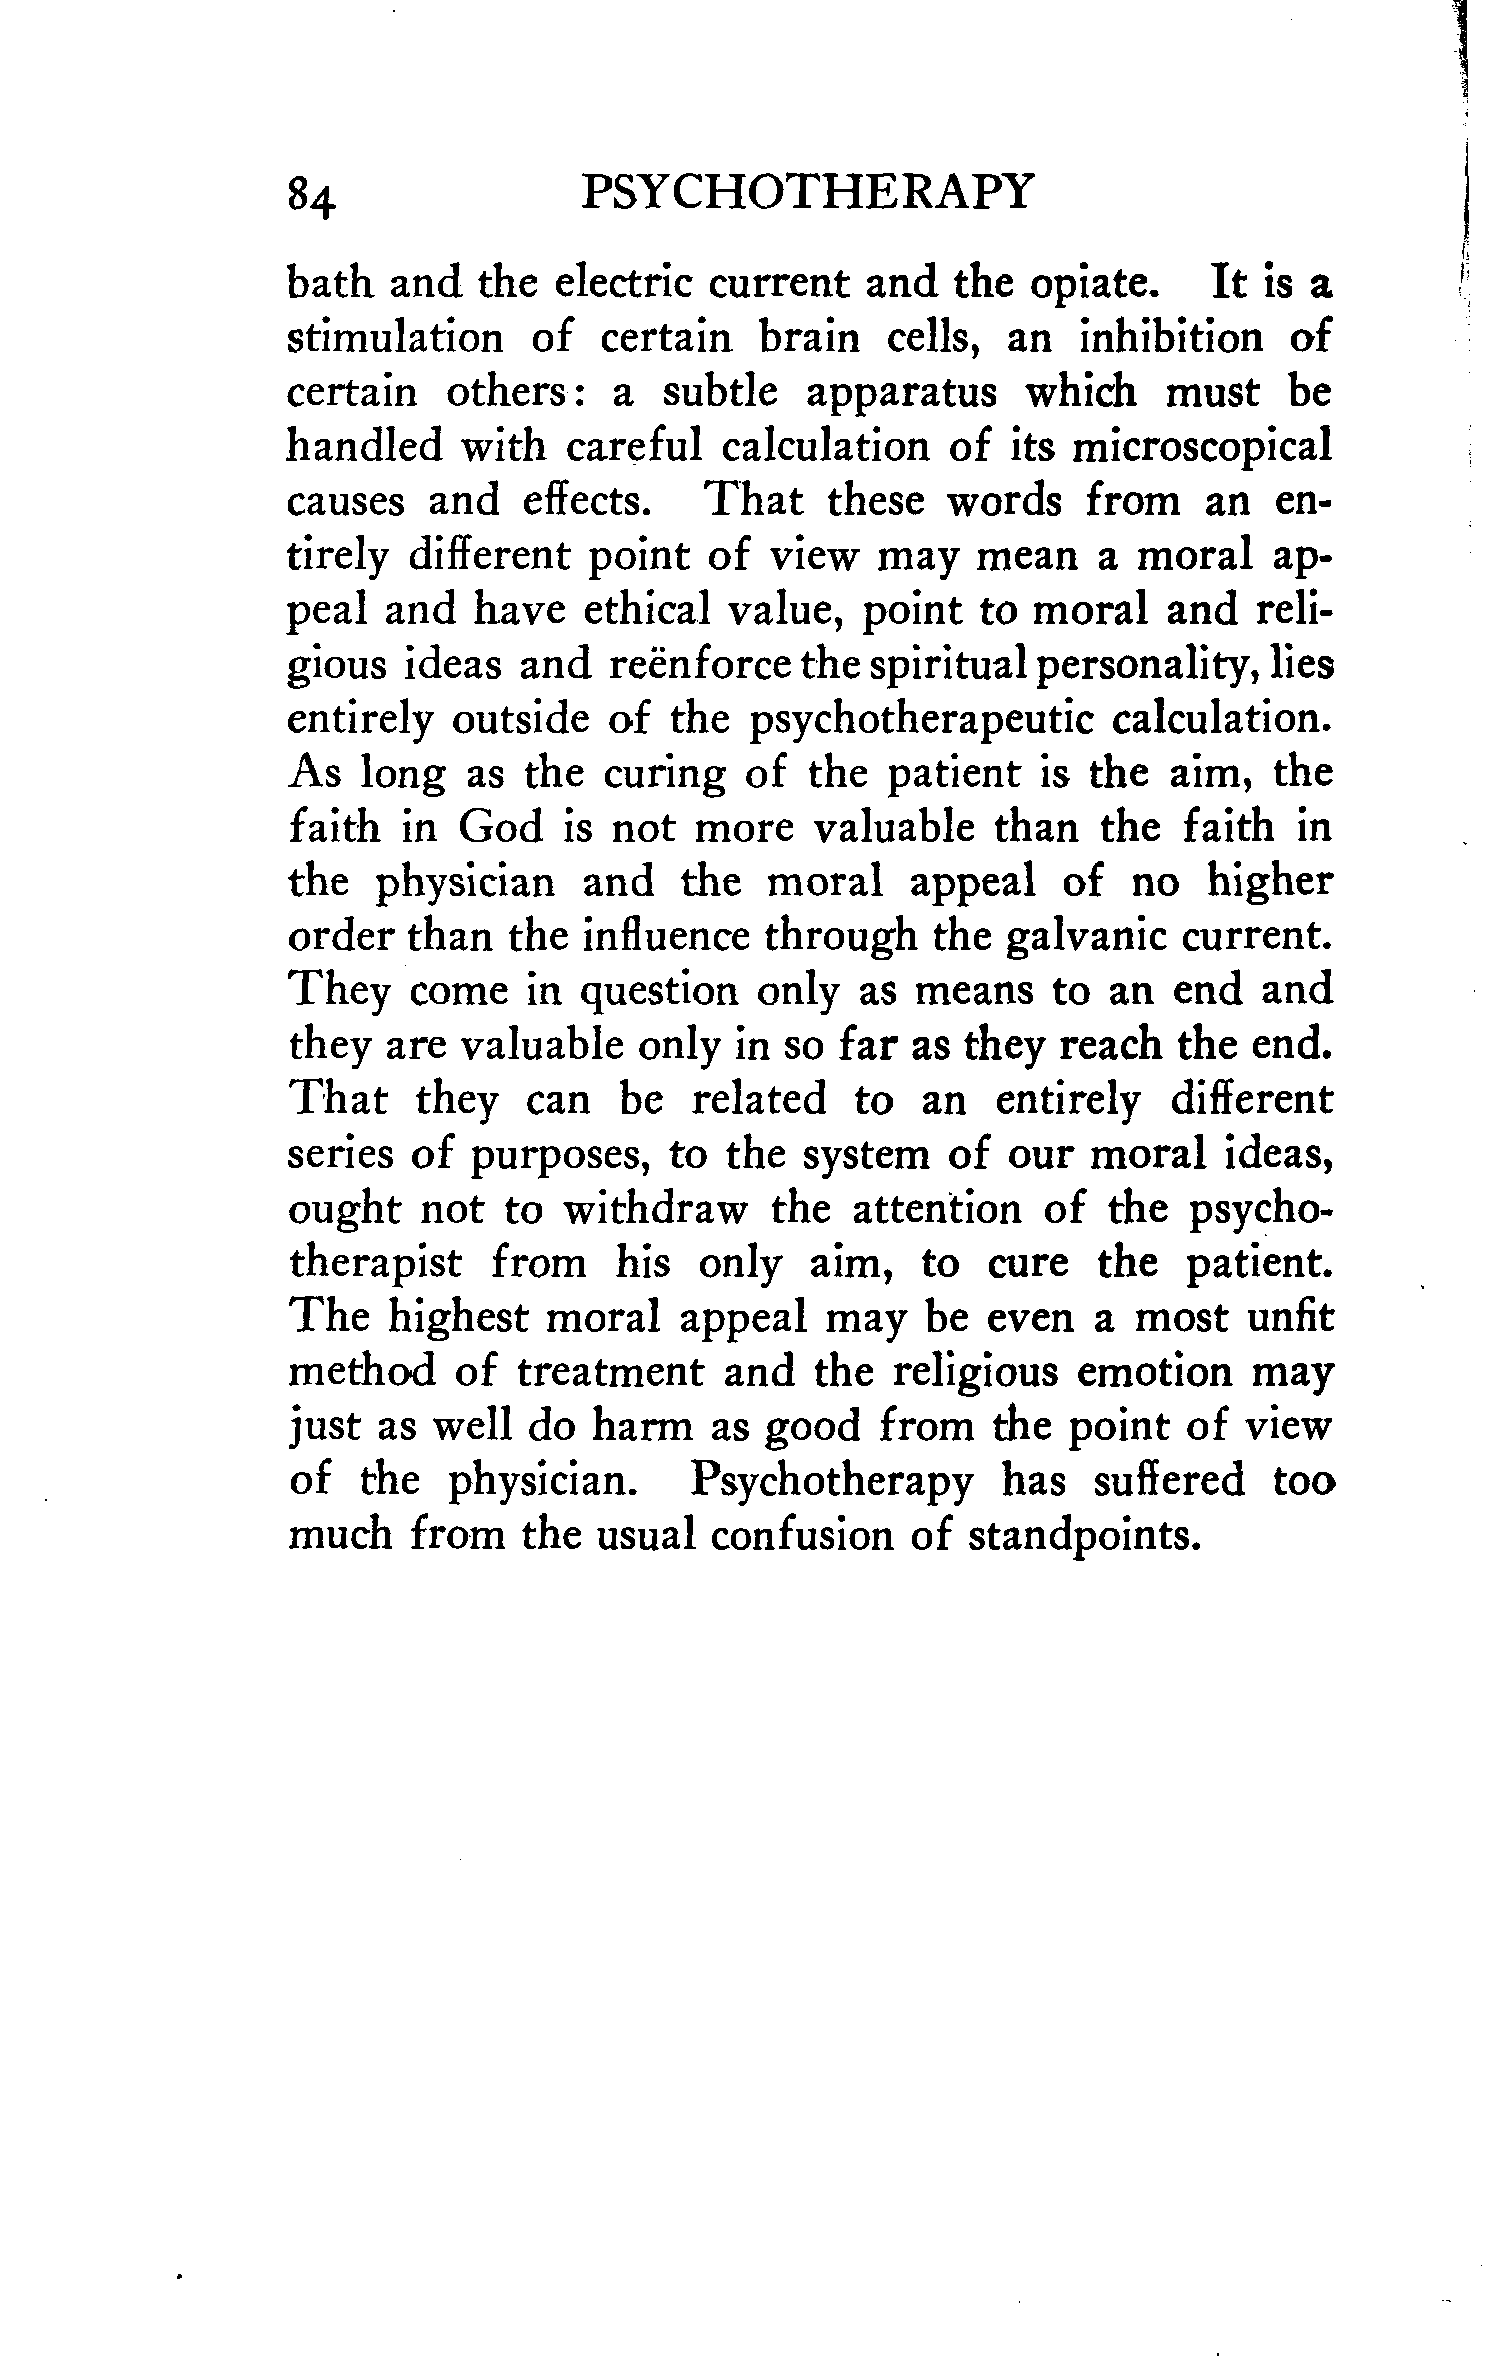 84 PSYCHOTHERAPY
bath and the electric current and the opiate. It is a
stimulation of certain brain cells, an inhibition of
certain others: a subtle apparatus which must be
handled with careful calculation of its microscopical
causes and effects. That these words from an en-
tirely different point of view may mean a moral ap-
peal and have ethical value, point to moral and reli-
gious ideas and reënforce the spiritual personality, lies
entirely outside of the psychotherapeutic calculation.
As long as the curing of the patient is the aim, the
faith in God is not more valuable than the faith in
the physician and the moral appeal of no higher
order than the influence through the galvanic current.
They come in question only as means to an end and
they are valuable only in so far as they reach the end.
That they can be related to an entirely different
series of purposes, to the system of our moral ideas,
ought not to withdraw the attention of the psycho-
therapist from his only aim, to cure the patient.
The highest moral appeal may be even a most unfit
method of treatment and the religious emotion may
just as well do harm as good from the point of view
of the physician. Psychotherapy has suffered too
much from the usual confusion of standpoints.